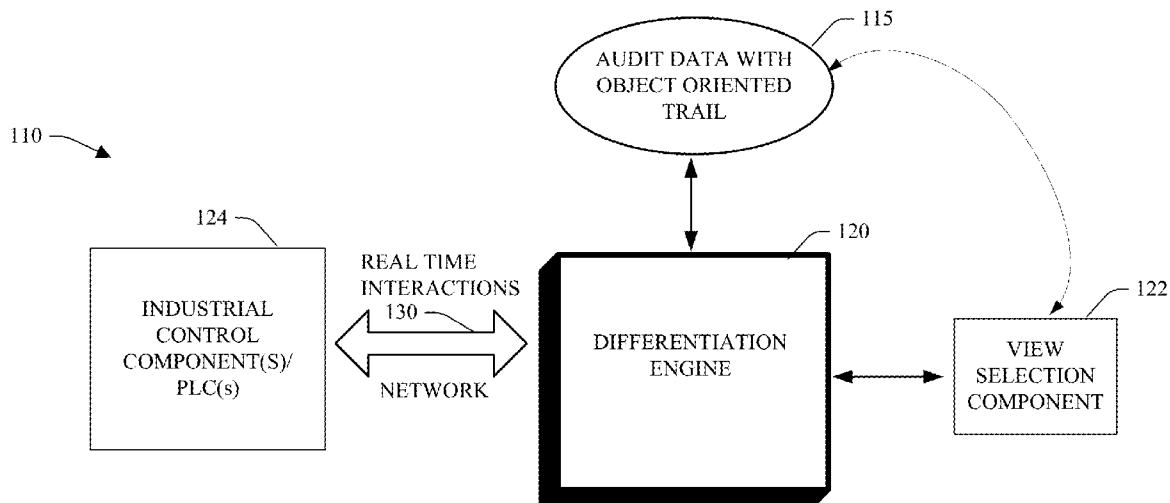 115
AUDIT DATA WITH
OBJECT ORIENTED
TRAIL
110
124
INDUSTRIAL
CONTROL
COMPONENT(S)/
PLC(s)
REAL TIME
INTERACTIONS
130
NETWORK
120
DIFFERENTIATION
ENGINE
122
VIEW
SELECTION
COMPONENT